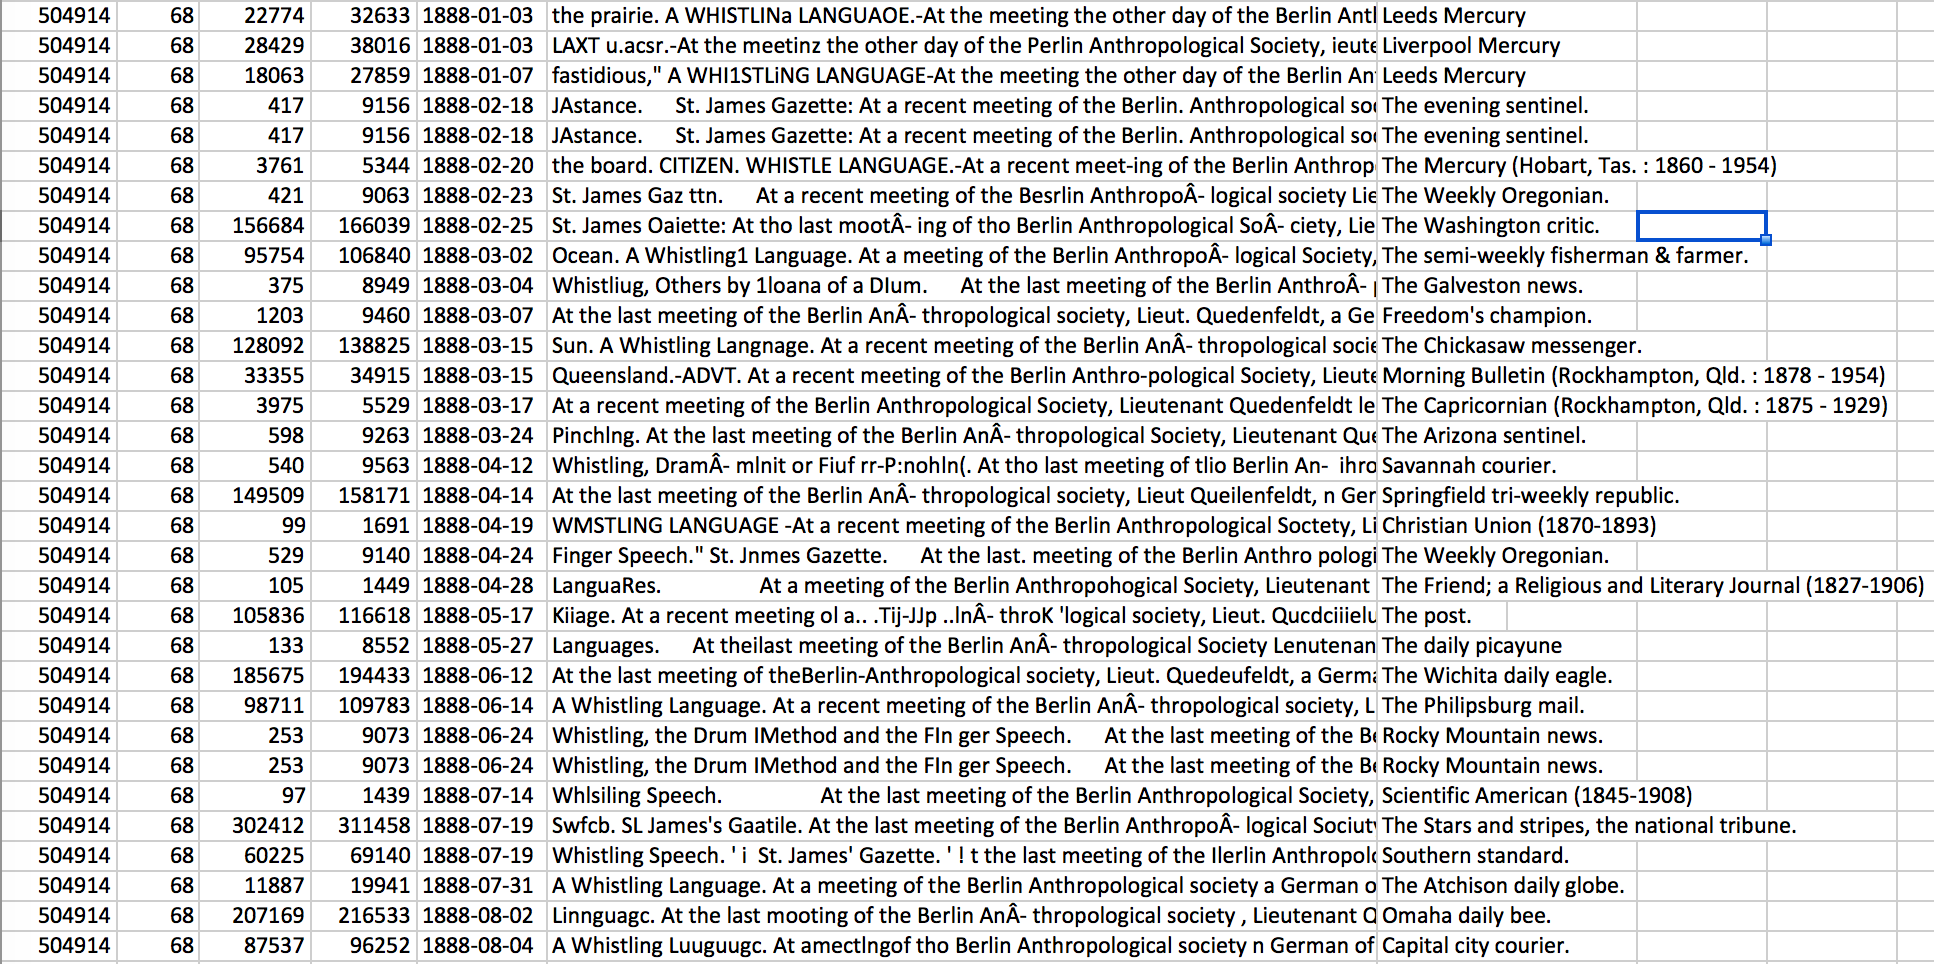 504914 68 22774 32633 1888-01-03 the prairie. A WHISTLINa LANGUAOE.-At the meeting the other day of the Berlin Antl Leeds Mercury
504914 68 28429 38016 1888-01-03 LAXT u.acsr.-At the meetinz the other day of the Perlin Anthropological Society, ieute Liverpool Mercury
504914 68 18063 27859 1888-01-07 fastidious," A WHI1STLiNG LANGUAGE-At the meeting the other day of the Berlin An Leeds Mercury
504914 68 417 9156 1888-02-18 JAstance. St. James Gazette: At a recent meeting of the Berlin. Anthropological so The evening sentinel.
504914 68 417 9156 1888-02-18 JAstance. St. James Gazette: At a recent meeting of the Berlin. Anthropological so The evening sentinel.
504914 68 3761 5344 1888-02-20 the board. CITIZEN. WHISTLE LANGUAGE.-At a recent meet-ing of the Berlin Anthrop The Mercury (Hobart, Tas. : 1860 - 1954)
504914 68 421 9063 1888-02-23 St. James Gaz ttn. At a recent meeting of the Besrlin AnthropoÂ- logical society Lie The Weekly Oregonian.
504914 68 156684 166039 1888-02-25 St. James Oaiette: At tho last mootÂ- ing of tho Berlin Anthropological SoÂ- ciety, Lie The Washington critic.
504914 68 95754 106840 1888-03-02 Ocean. A Whistling1 Language. At a meeting of the Berlin AnthropoÂ- logical Society, The semi-weekly fisherman & farmer.
504914 68 375 8949 1888-03-04 Whistliug, Others by 1loana of a Dlum. At the last meeting of the Berlin AnthroÂ- The Galveston news.
504914 68 1203 9460 1888-03-07 At the last meeting of the Berlin AnÂ- thropological society, Lieut. Quedenfeldt, a Ge Freedom's champion.
504914 68 128092 138825 1888-03-15 Sun. A Whistling Langnage. At a recent meeting of the Berlin AnÂ- thropological socie The Chickasaw messenger.
504914 68 33355 34915 1888-03-15 Queensland.-ADVT. At a recent meeting of the Berlin Anthro-pological Society, Lieute Morning Bulletin (Rockhampton, Qld. : 1878 - 1954)
504914 68 3975 5529 1888-03-17 At a recent meeting of the Berlin Anthropological Society, Lieutenant Quedenfeldt le The Capricornian (Rockhampton, Qld. : 1875 - 1929)
504914 68 598 9263 1888-03-24 Pinchlng. At the last meeting of the Berlin AnÂ- thropological Society, Lieutenant Que The Arizona sentinel.
504914 68 540 9563 1888-04-12 Whistling, DramÂ- mlnit or Fiuf rr-P:nohln(. At tho last meeting of tlio Berlin An- ihro Savannah courier.
504914 68 149509 158171 1888-04-14 At the last meeting of the Berlin AnÂ- thropological society, Lieut Queilenfeldt, n Ger Springfield tri-weekly republic.
504914 68 99 1691 1888-04-19 WMSTLING LANGUAGE -At a recent meeting of the Berlin Anthropological Soctety, Li Christian Union (1870-1893)
504914 68 529 9140 1888-04-24 Finger Speech." St. Jnmes Gazette. At the last. meeting of the Berlin Anthro pologi The Weekly Oregonian.
504914 68 105 1449 1888-04-28 LanguaRes. At a meeting of the Berlin Anthropohogical Society, Lieutenant The Friend; a Religious and Literary Journal (1827-1906)
504914 68 105836 116618 1888-05-17 Kiiage. At a recent meeting ol a.. .Tij-JJp ..lnÂ- throK 'logical society, Lieut. Qucdciiielu The post.
504914 68 133 8552 1888-05-27 Languages. At theilast meeting of the Berlin AnÂ- thropological Society Lenutenan The daily picayune
504914 68 185675 194433 1888-06-12 At the last meeting of theBerlin-Anthropological society, Lieut. Quedeufeldt, a Germa The Wichita daily eagle.
504914 68 98711 109783 1888-06-14 A Whistling Language. At a recent meeting of the Berlin AnÂ- thropological society, L The Philipsburg mail.
504914 68 253 9073 1888-06-24 Whistling, the Drum IMethod and the FIn ger Speech. At the last meeting of the Be Rocky Mountain news.
504914 68 253 9073 1888-06-24 Whistling, the Drum IMethod and the FIn ger Speech. At the last meeting of the Be Rocky Mountain news.
504914 68 97 1439 1888-07-14 Whlsiling Speech. At the last meeting of the Berlin Anthropological Society, Scientific American (1845-1908)
504914 68 302412 311458 1888-07-19 Swfcb. SL James's Gaatile. At the last meeting of the Berlin AnthropoÂ- logical Sociut The Stars and stripes, the national tribune.
504914 68 60225 69140 1888-07-19 Whistling Speech. ' i St. James' Gazette. ' ! t the last meeting of the Ilerlin Anthropolo Southern standard.
504914 68 11887 19941 1888-07-31 A Whistling Language. At a meeting of the Berlin Anthropological society a German o The Atchison daily globe.
504914 68 207169 216533 1888-08-02 Linnguagc. At the last mooting of the Berlin AnÂ- thropological society , Lieutenant Q Omaha daily bee.
504914 68 87537 96252 1888-08-04 A Whistling Luuguugc. At amectlngof tho Berlin Anthropological society n German of Capital city courier.